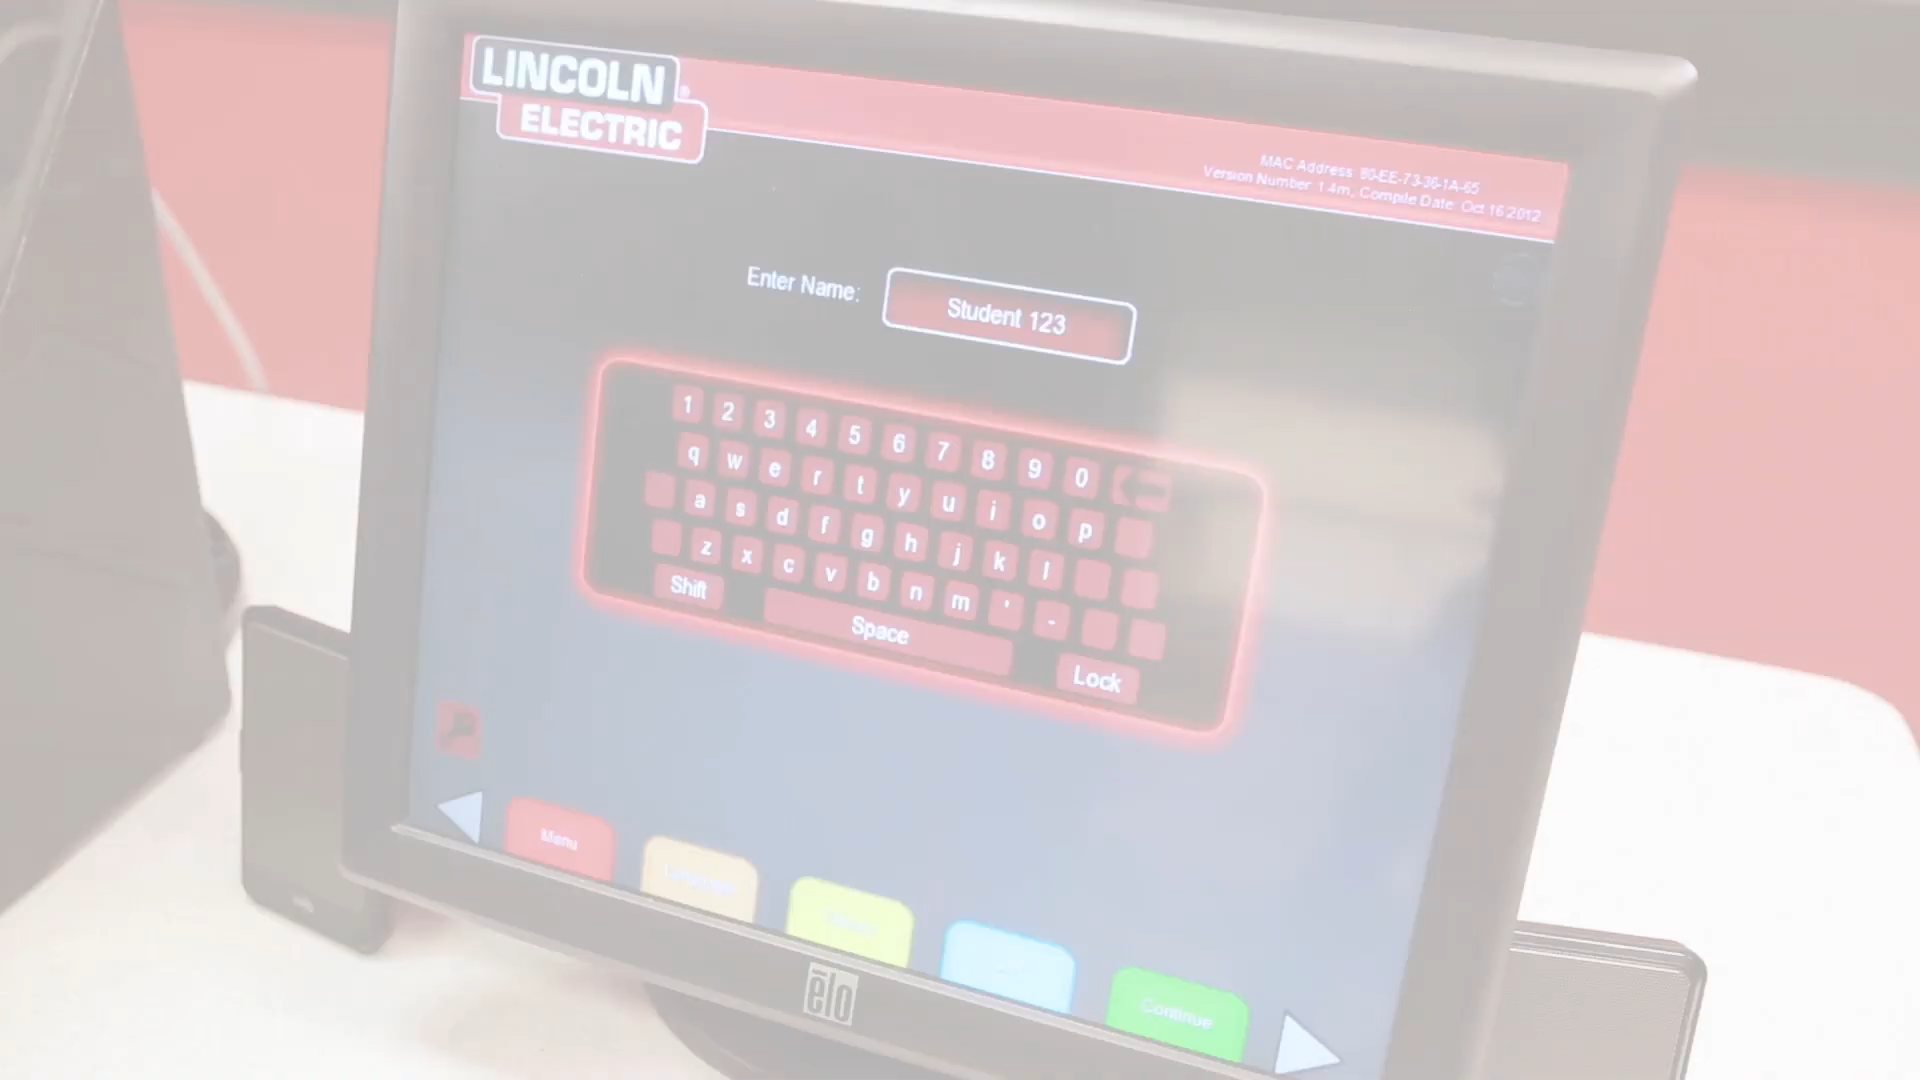 LINCOLN
ELECTRIC
MAC Address: 80-EE-73-36-1A-65
Version Number: 1.4m, Compile Date: Oct 16 2012
Enter Name: Student 123
1 2 3 4 5 6 7 8 9 0
q w e r t y u i o p
a s d f g h j k l
z x c v b n m ' -
Shift Space Lock
Menu
Continue
elo